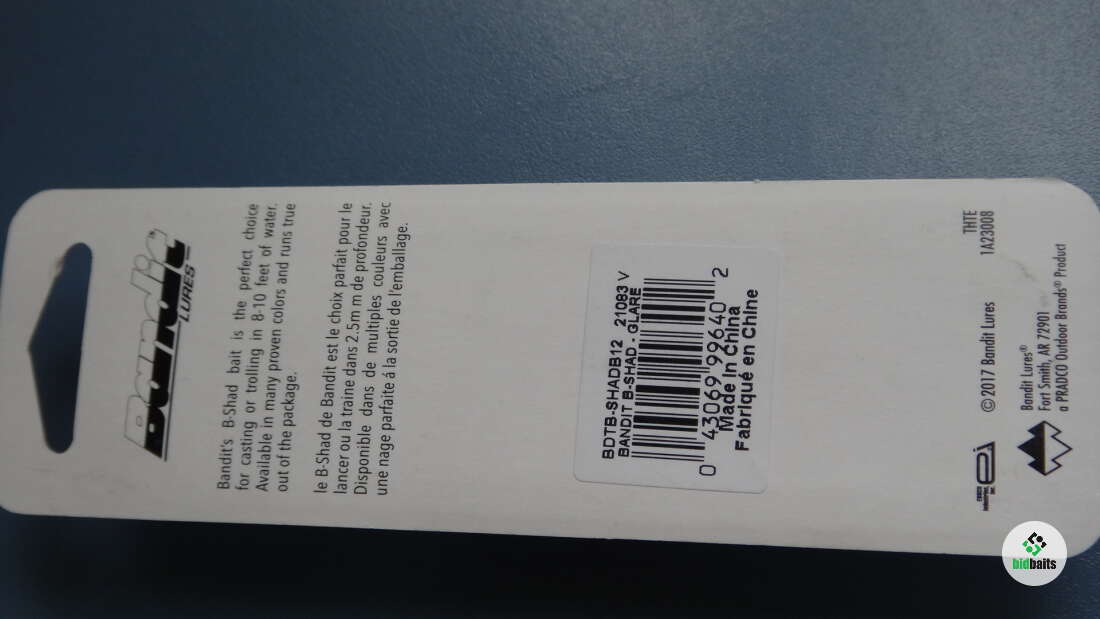 Bandit
LURES
Bandit's B-Shad bait is the perfect choice
for casting or trolling in 8-10 feet of water.
Available in many proven colors and runs true
out of the package.
le B-Shad de Bandit est le choix parfait pour le
lancer ou la traine dans 2.5m m de profondeur.
Disponible dans de multiples couleurs avec
une nage parfaite á la sortie de l'emballage.
BDTB-SHADB12 21083 V
BANDIT B-SHAD - GLARE
0 43069 99640 2
Made in China
Fabriqué en Chine
©2017 Bandit Lures
THTE
1A23008
Bandit Lures®
Fort Smith, AR 72901
a PRADCO Outdoor Brands® Product
bidbaits